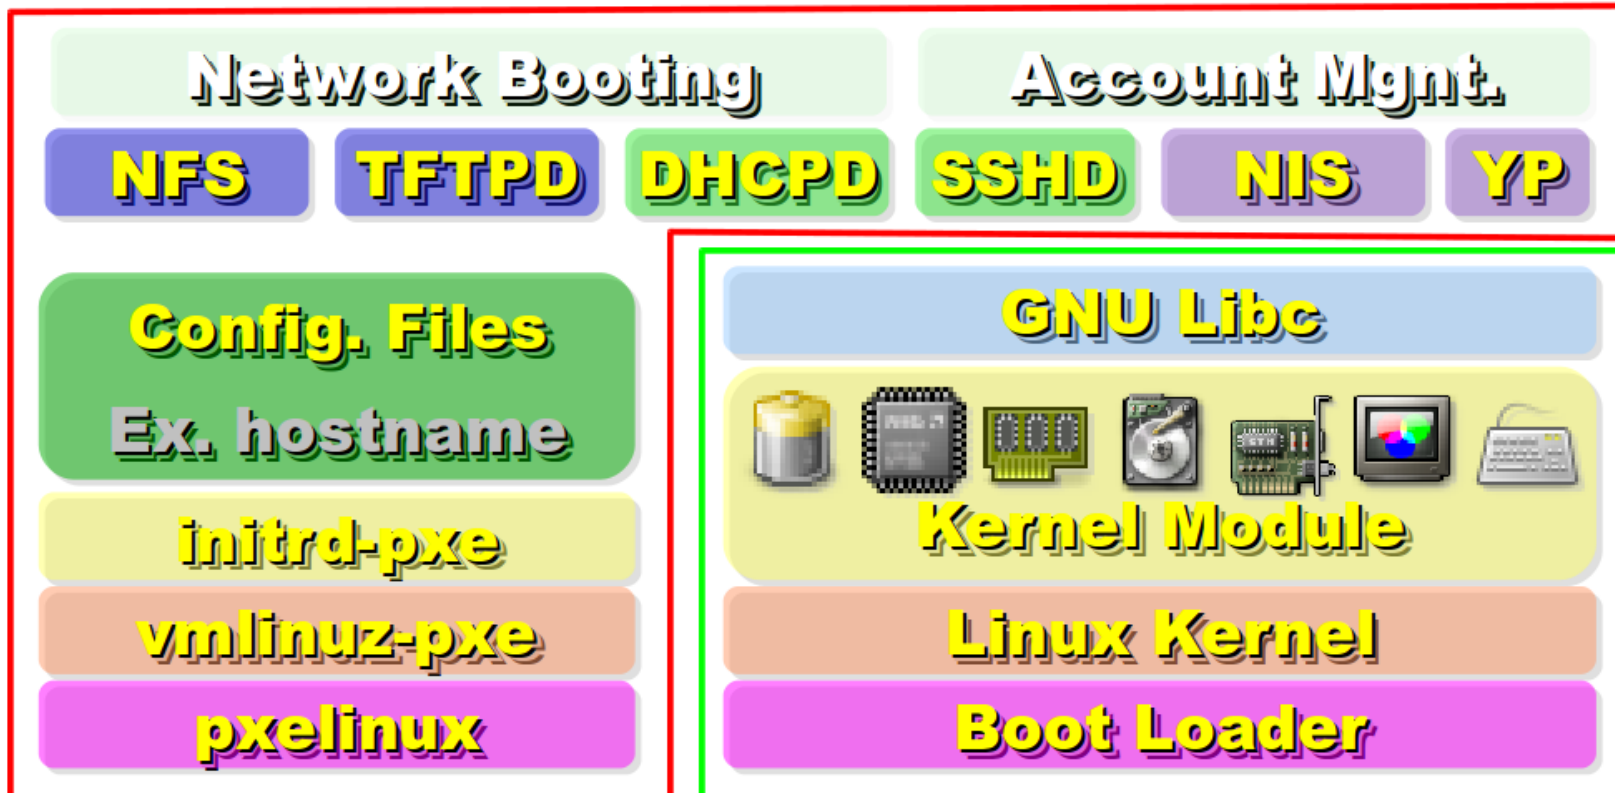 Network Booting
Account Mgnt.
NFS
TFTPD
DHCPD
SSHD
NIS
YP
Config. Files
Ex. hostname
initrd-pxe
vmlinuz-pxe
pxelinux
GNU Libc
Kernel Module
Linux Kernel
Boot Loader